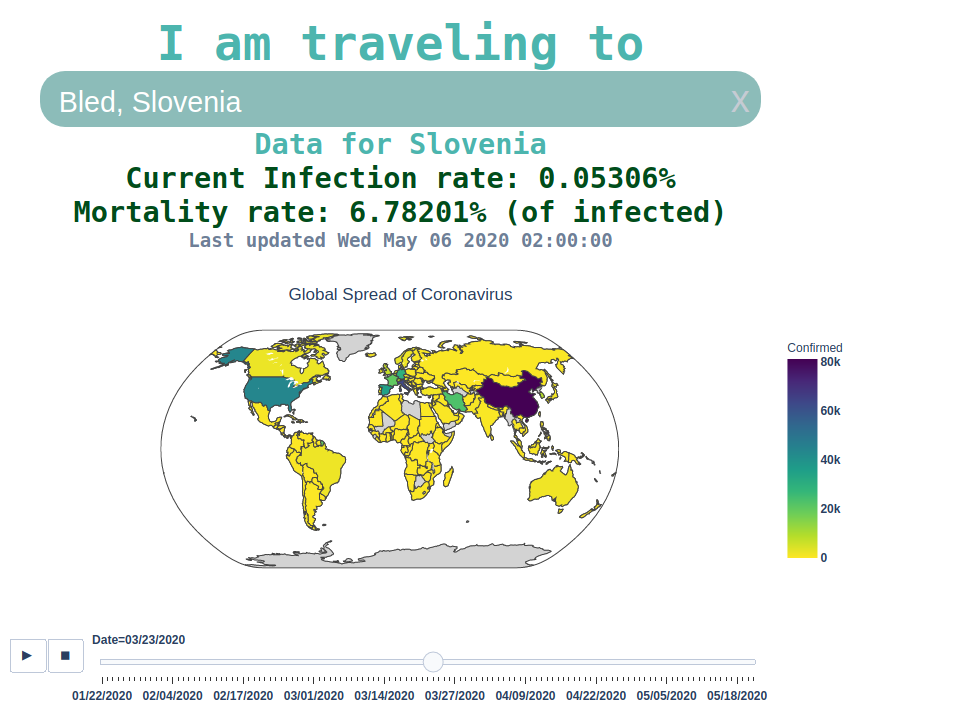 I am traveling to
Bled, Slovenia X
Data for Slovenia
Current Infection rate: 0.05306%
Mortality rate: 6.78201% (of infected)
Last updated Wed May 06 2020 02:00:00
Global Spread of Coronavirus
Confirmed
80k
60k
40k
20k
0
Date=03/23/2020
01/22/2020 02/04/2020 02/17/2020 03/01/2020 03/14/2020 03/27/2020 04/09/2020 04/22/2020 05/05/2020 05/18/2020